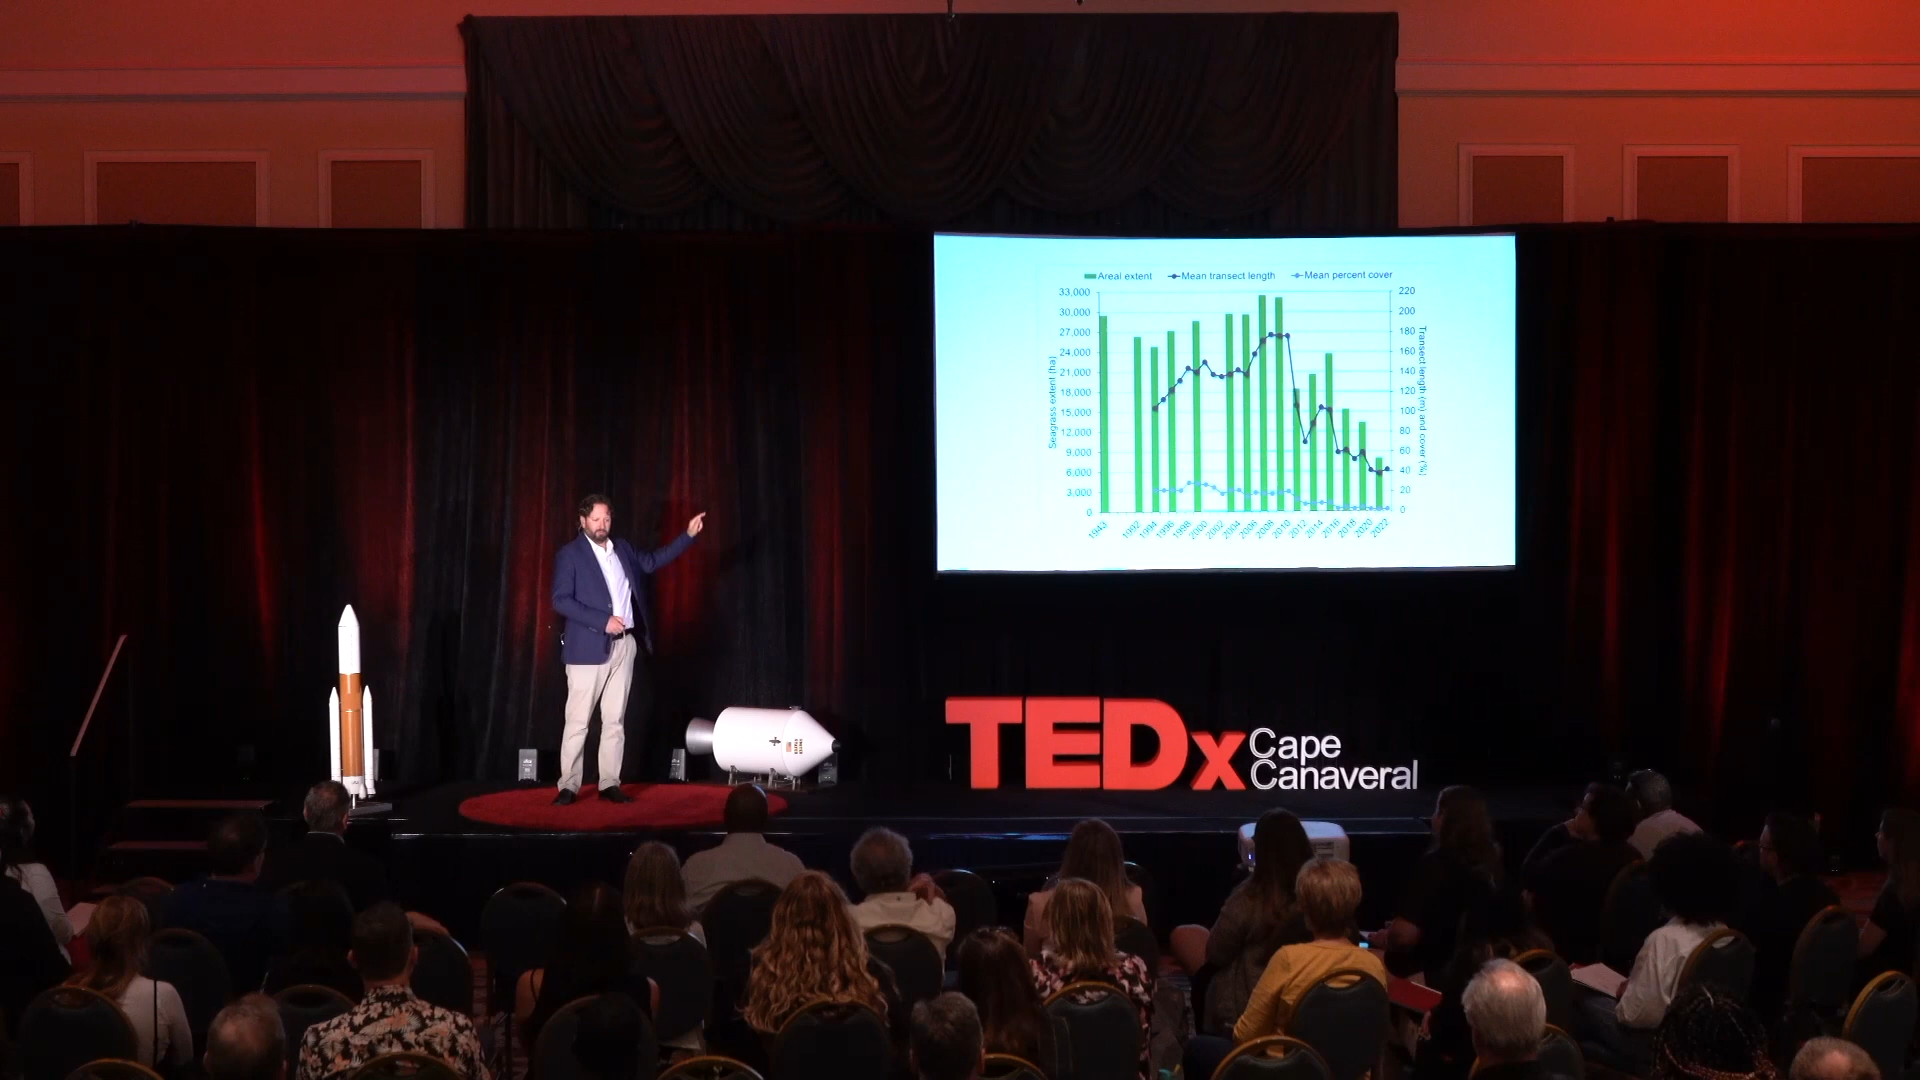 Areal extent Mean transect length Mean percent cover
33,000
30,000
27,000
24,000
21,000
18,000
15,000
12,000
9,000
6,000
3,000
0
Seagrass extent (ha)
220
200
180
160
140
120
100
80
60
40
20
0
Transect length (m) and cover (%)
1943 1992 1994 1996 1998 2000 2002 2004 2006 2008 2010 2012 2014 2016 2018 2020 2022
TEDx
Cape
Canaveral
UNITED
STATES